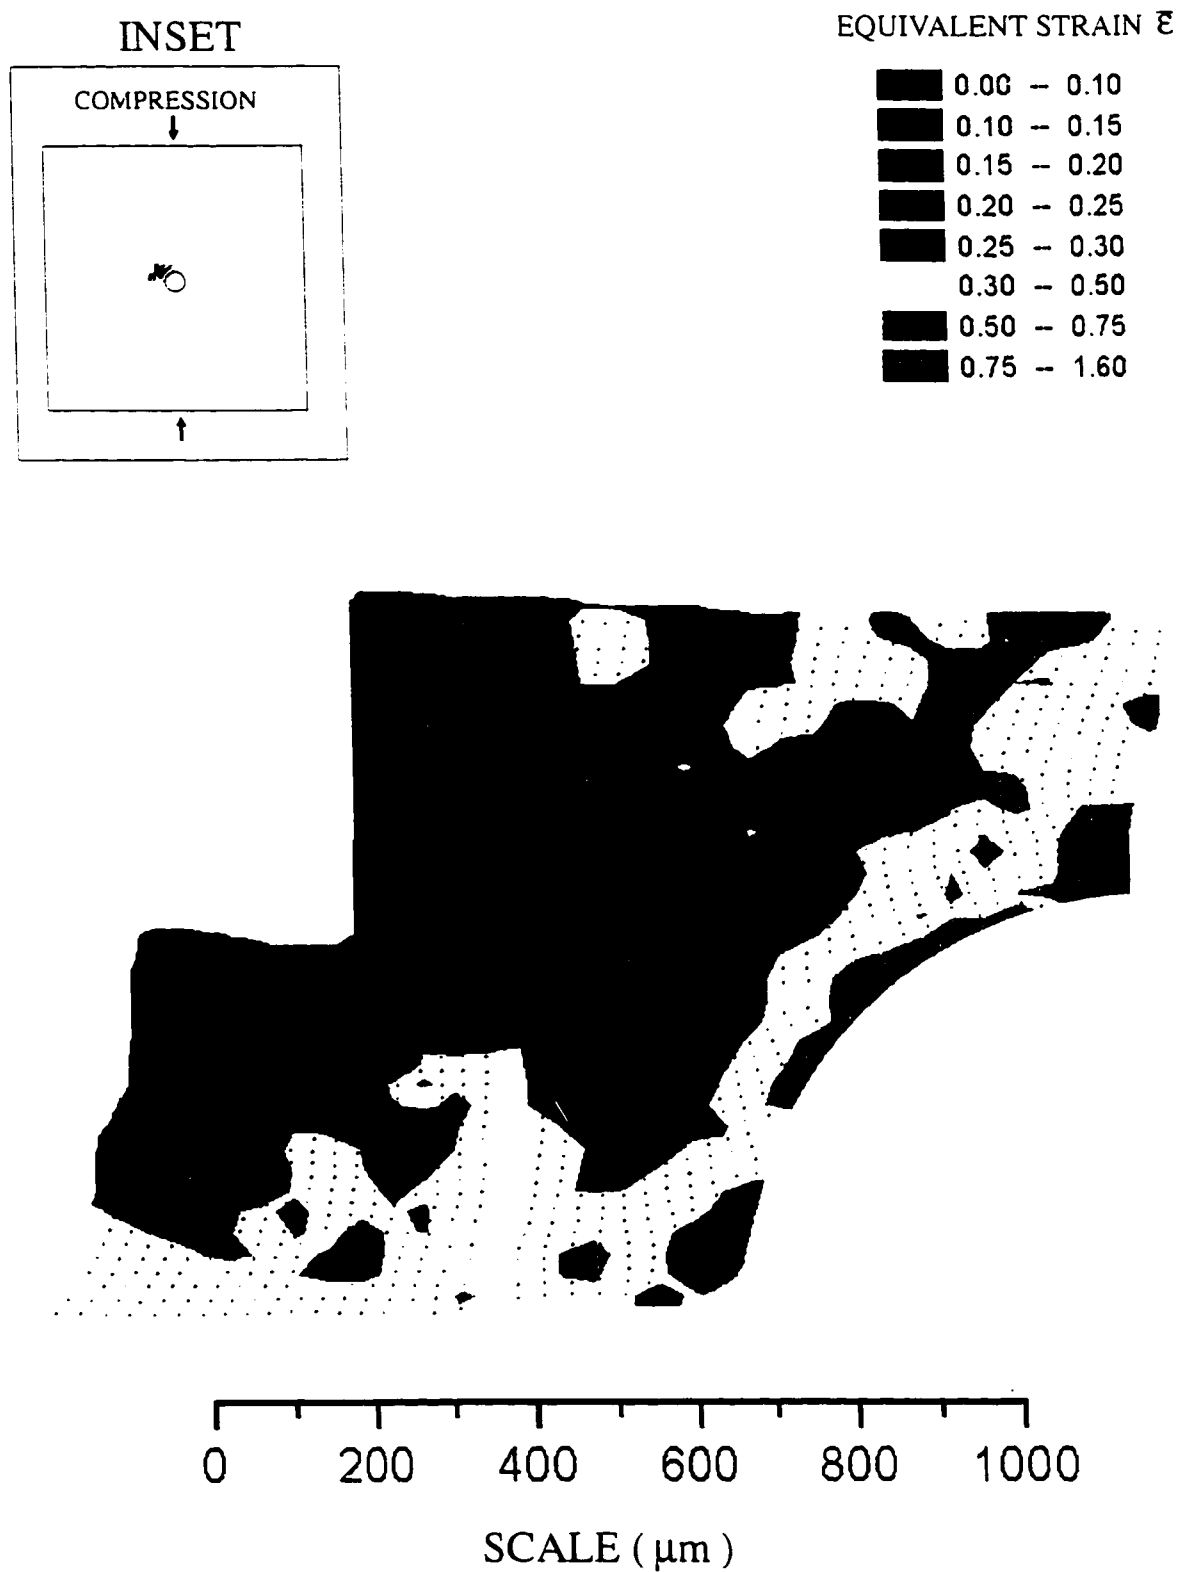 INSET
COMPRESSION
EQUIVALENT STRAIN ε̅
0.00 – 0.10
0.10 – 0.15
0.15 – 0.20
0.20 – 0.25
0.25 – 0.30
0.30 – 0.50
0.50 – 0.75
0.75 – 1.60
0 200 400 600 800 1000
SCALE ( μm )